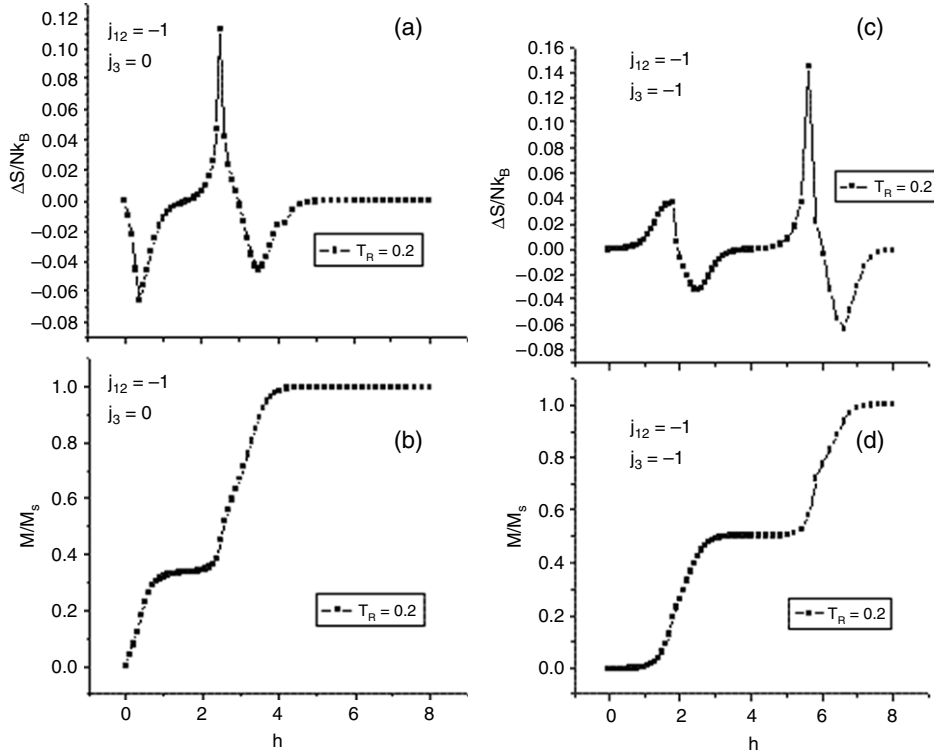 (a)
j₁₂ = −1
j₃ = 0
ΔS/Nk_B
0.12
0.10
0.08
0.06
0.04
0.02
0.00
−0.02
−0.04
−0.06
−0.08
T_R = 0.2
(b)
j₁₂ = −1
j₃ = 0
M/M_s
1.0
0.8
0.6
0.4
0.2
0.0
T_R = 0.2
0 2 4 6 8
h
(c)
j₁₂ = −1
j₃ = −1
ΔS/Nk_B
0.16
0.14
0.12
0.10
0.08
0.06
0.04
0.02
0.00
−0.02
−0.04
−0.06
−0.08
T_R = 0.2
(d)
j₁₂ = −1
j₃ = −1
M/M_s
1.0
0.8
0.6
0.4
0.2
0.0
T_R = 0.2
0 2 4 6 8
h